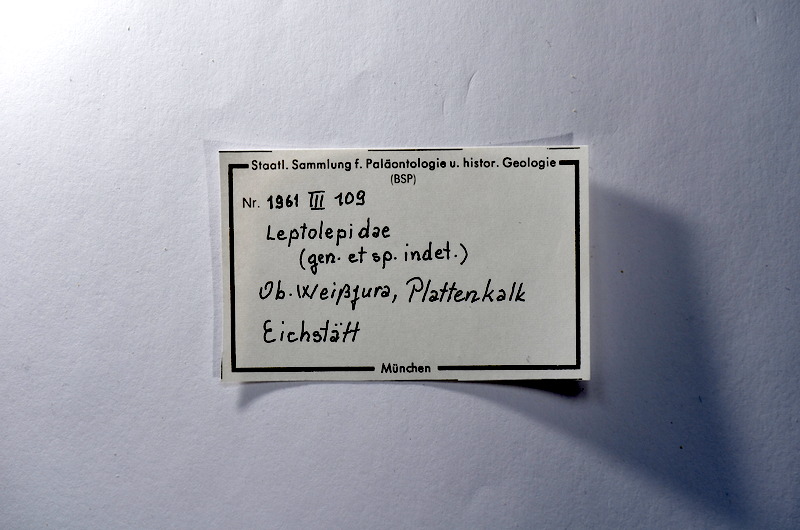 Staatl. Sammlung f. Paläontologie u. histor. Geologie
(BSP)
Nr. 1961 III 109
Leptolepidae
(gen. et sp. indet.)
Ob. Weißjura, Plattenkalk
Eichstätt
München